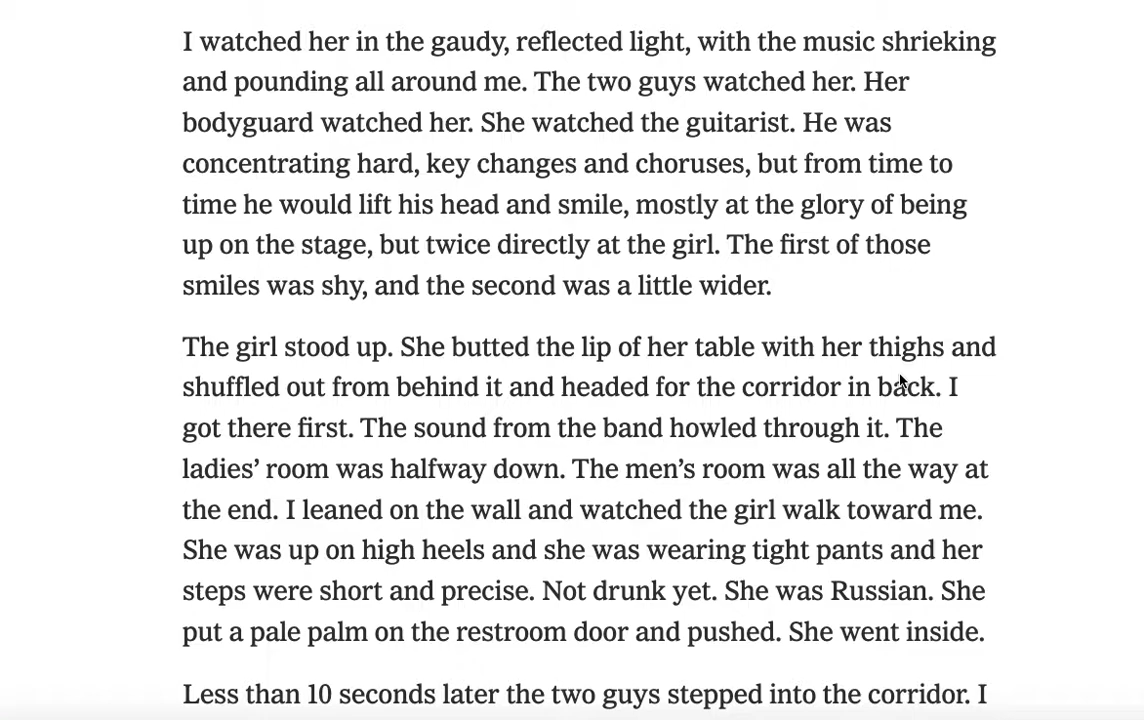 I watched her in the gaudy, reflected light, with the music shrieking
and pounding all around me. The two guys watched her. Her
bodyguard watched her. She watched the guitarist. He was
concentrating hard, key changes and choruses, but from time to
time he would lift his head and smile, mostly at the glory of being
up on the stage, but twice directly at the girl. The first of those
smiles was shy, and the second was a little wider.
The girl stood up. She butted the lip of her table with her thighs and
shuffled out from behind it and headed for the corridor in back. I
got there first. The sound from the band howled through it. The
ladies’ room was halfway down. The men’s room was all the way at
the end. I leaned on the wall and watched the girl walk toward me.
She was up on high heels and she was wearing tight pants and her
steps were short and precise. Not drunk yet. She was Russian. She
put a pale palm on the restroom door and pushed. She went inside.
Less than 10 seconds later the two guys stepped into the corridor. I